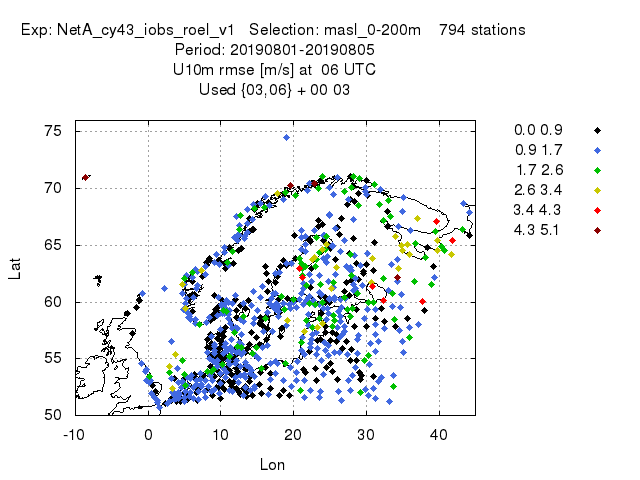 Exp: NetA_cy43_iobs_roel_v1 Selection: masl_0-200m 794 stations
Period: 20190801-20190805
U10m rmse [m/s] at 06 UTC
Used {03,06} + 00 03
75
70
65
60
55
50
-10 0 10 20 30 40
Lat
Lon
0.0 0.9
0.9 1.7
1.7 2.6
2.6 3.4
3.4 4.3
4.3 5.1